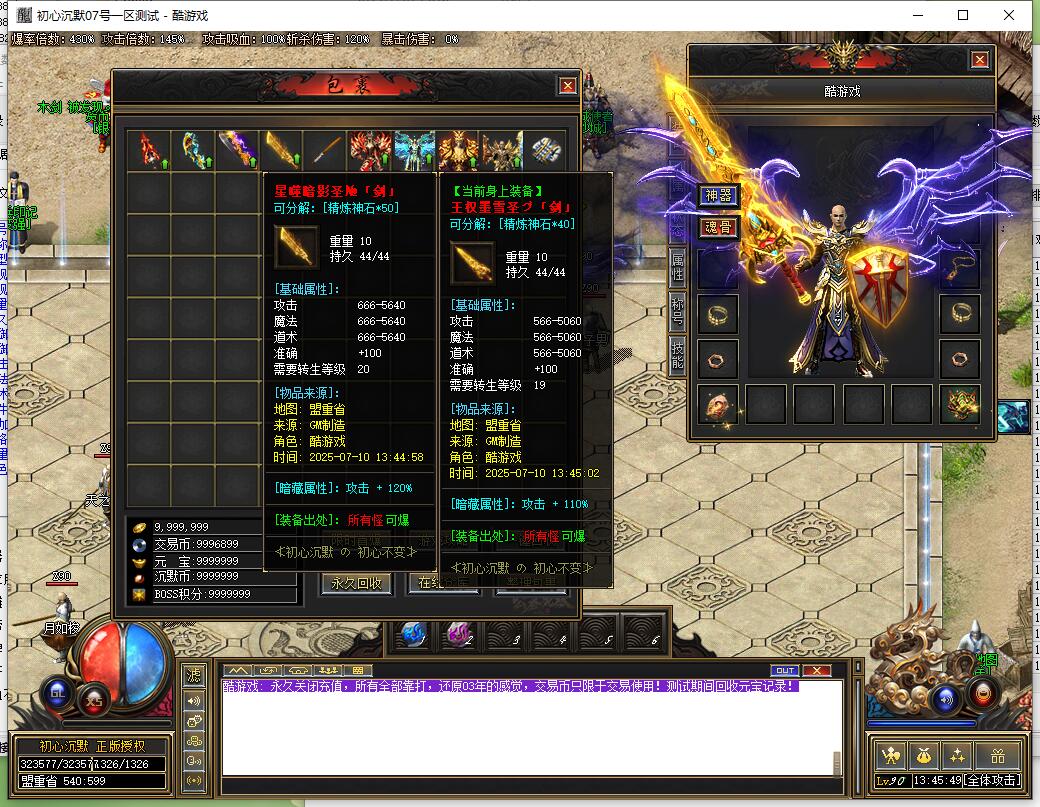 初心沉默07号一区测试 - 酷游戏
爆率倍数: 430% 攻击倍数: 145% 攻击吸血: 100% 斩杀伤害: 120% 暴击伤害: 0%
包裹
酷游戏
神器
魂骨
属性
称号
技能
木剑
星曈暗影圣
「剑」
可分解: [精炼神石*50]
重量 10
持久 44/44
[基础属性]:
攻击 666-5640
魔法 666-5640
道术 666-5640
准确 +100
需要转生等级 20
[物品来源]:
地图: 盟重省
来源: GM制造
角色: 酷游戏
时间: 2025-07-10 13:44:58
[暗藏属性]: 攻击 + 120%
[装备出处]: 所有怪可爆
≮初心沉默 の 初心不变≯
【当前身上装备】
王权墨雪圣
「剑」
可分解: [精炼神石*40]
重量 10
持久 44/44
[基础属性]:
攻击 566-5060
魔法 566-5060
道术 566-5060
准确 +100
需要转生等级 19
[物品来源]:
地图: 盟重省
来源: GM制造
角色: 酷游戏
时间: 2025-07-10 13:45:02
[暗藏属性]: 攻击 + 110%
[装备出处]: 所有怪可爆
≮初心沉默 の 初心不变≯
9,999,999
交易币:9996899
元 宝:9999999
沉默币:9999999
BOSS积分:9999999
永久回收
Z90
月如
1
2
3
4
5
6
OUT
酷游戏: 永久关闭充值, 所有全部靠打, 还原03年的感觉, 交易币只限于交易使用! 测试期间回收元宝记录!
GL
XS
初心沉默 正版授权
盟重省 540:599
Lv.90
13:45:49[全体攻击]